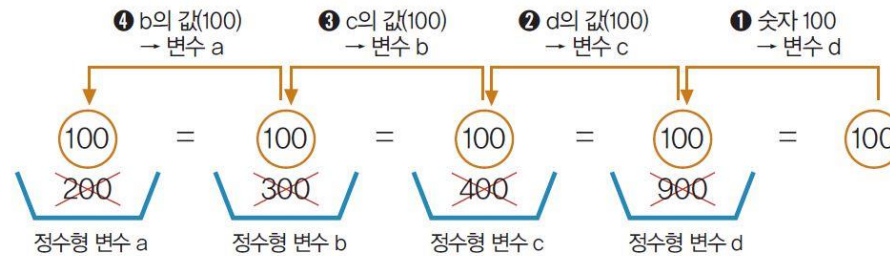 ❹ b의 값(100) ❸ c의 값(100) ❷ d의 값(100) ❶ 숫자 100
→ 변수 a → 변수 b → 변수 c → 변수 d
100 = 100 = 100 = 100 = 100
200 300 400 900
정수형 변수 a 정수형 변수 b 정수형 변수 c 정수형 변수 d